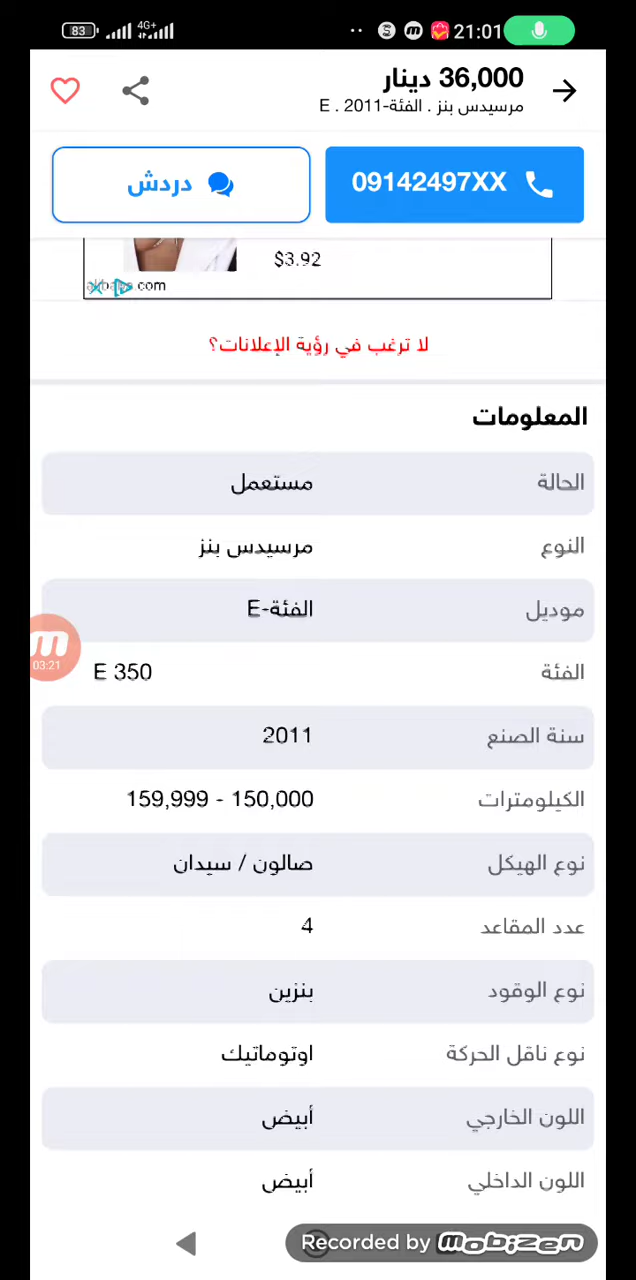 83 4G+ 21:01
36,000 دينار
مرسيدس بنز . الفئة-E . 2011
09142497XX
دردش
$3.92
alibaba.com
لا ترغب في رؤية الإعلانات؟
المعلومات
الحالة مستعمل
النوع مرسيدس بنز
موديل الفئة-E
03:21
الفئة E 350
سنة الصنع 2011
الكيلومترات 150,000 - 159,999
نوع الهيكل صالون / سيدان
عدد المقاعد 4
نوع الوقود بنزين
نوع ناقل الحركة اوتوماتيك
اللون الخارجي أبيض
اللون الداخلي أبيض
Recorded by mobizen